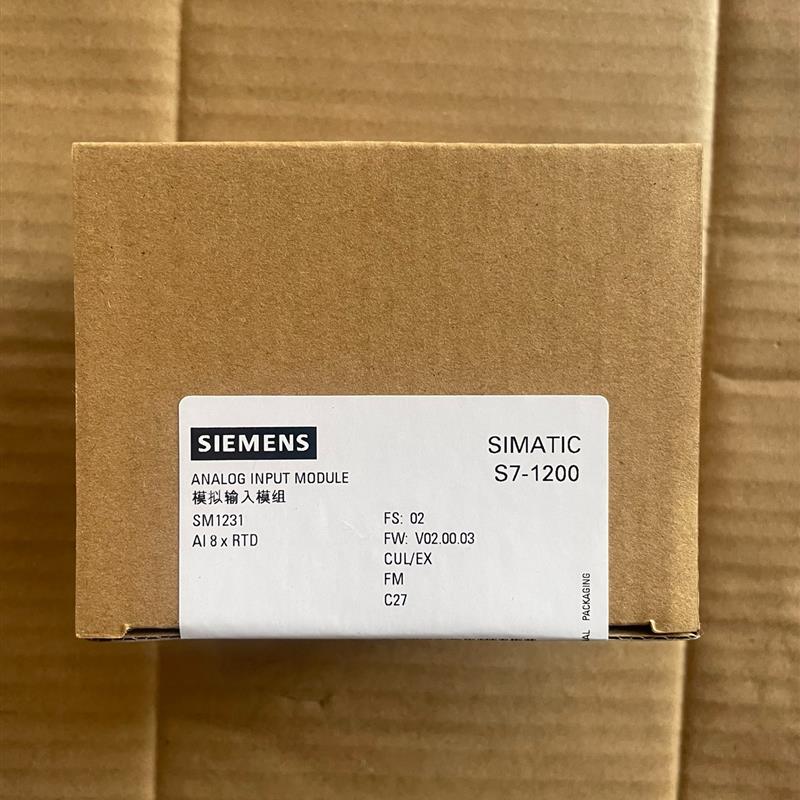 SIEMENS
SIMATIC
S7-1200
ANALOG INPUT MODULE
模拟输入模组
SM1231
AI 8 x RTD
FS: 02
FW: V02.00.03
CUL/EX
FM
C27
PACKAGING